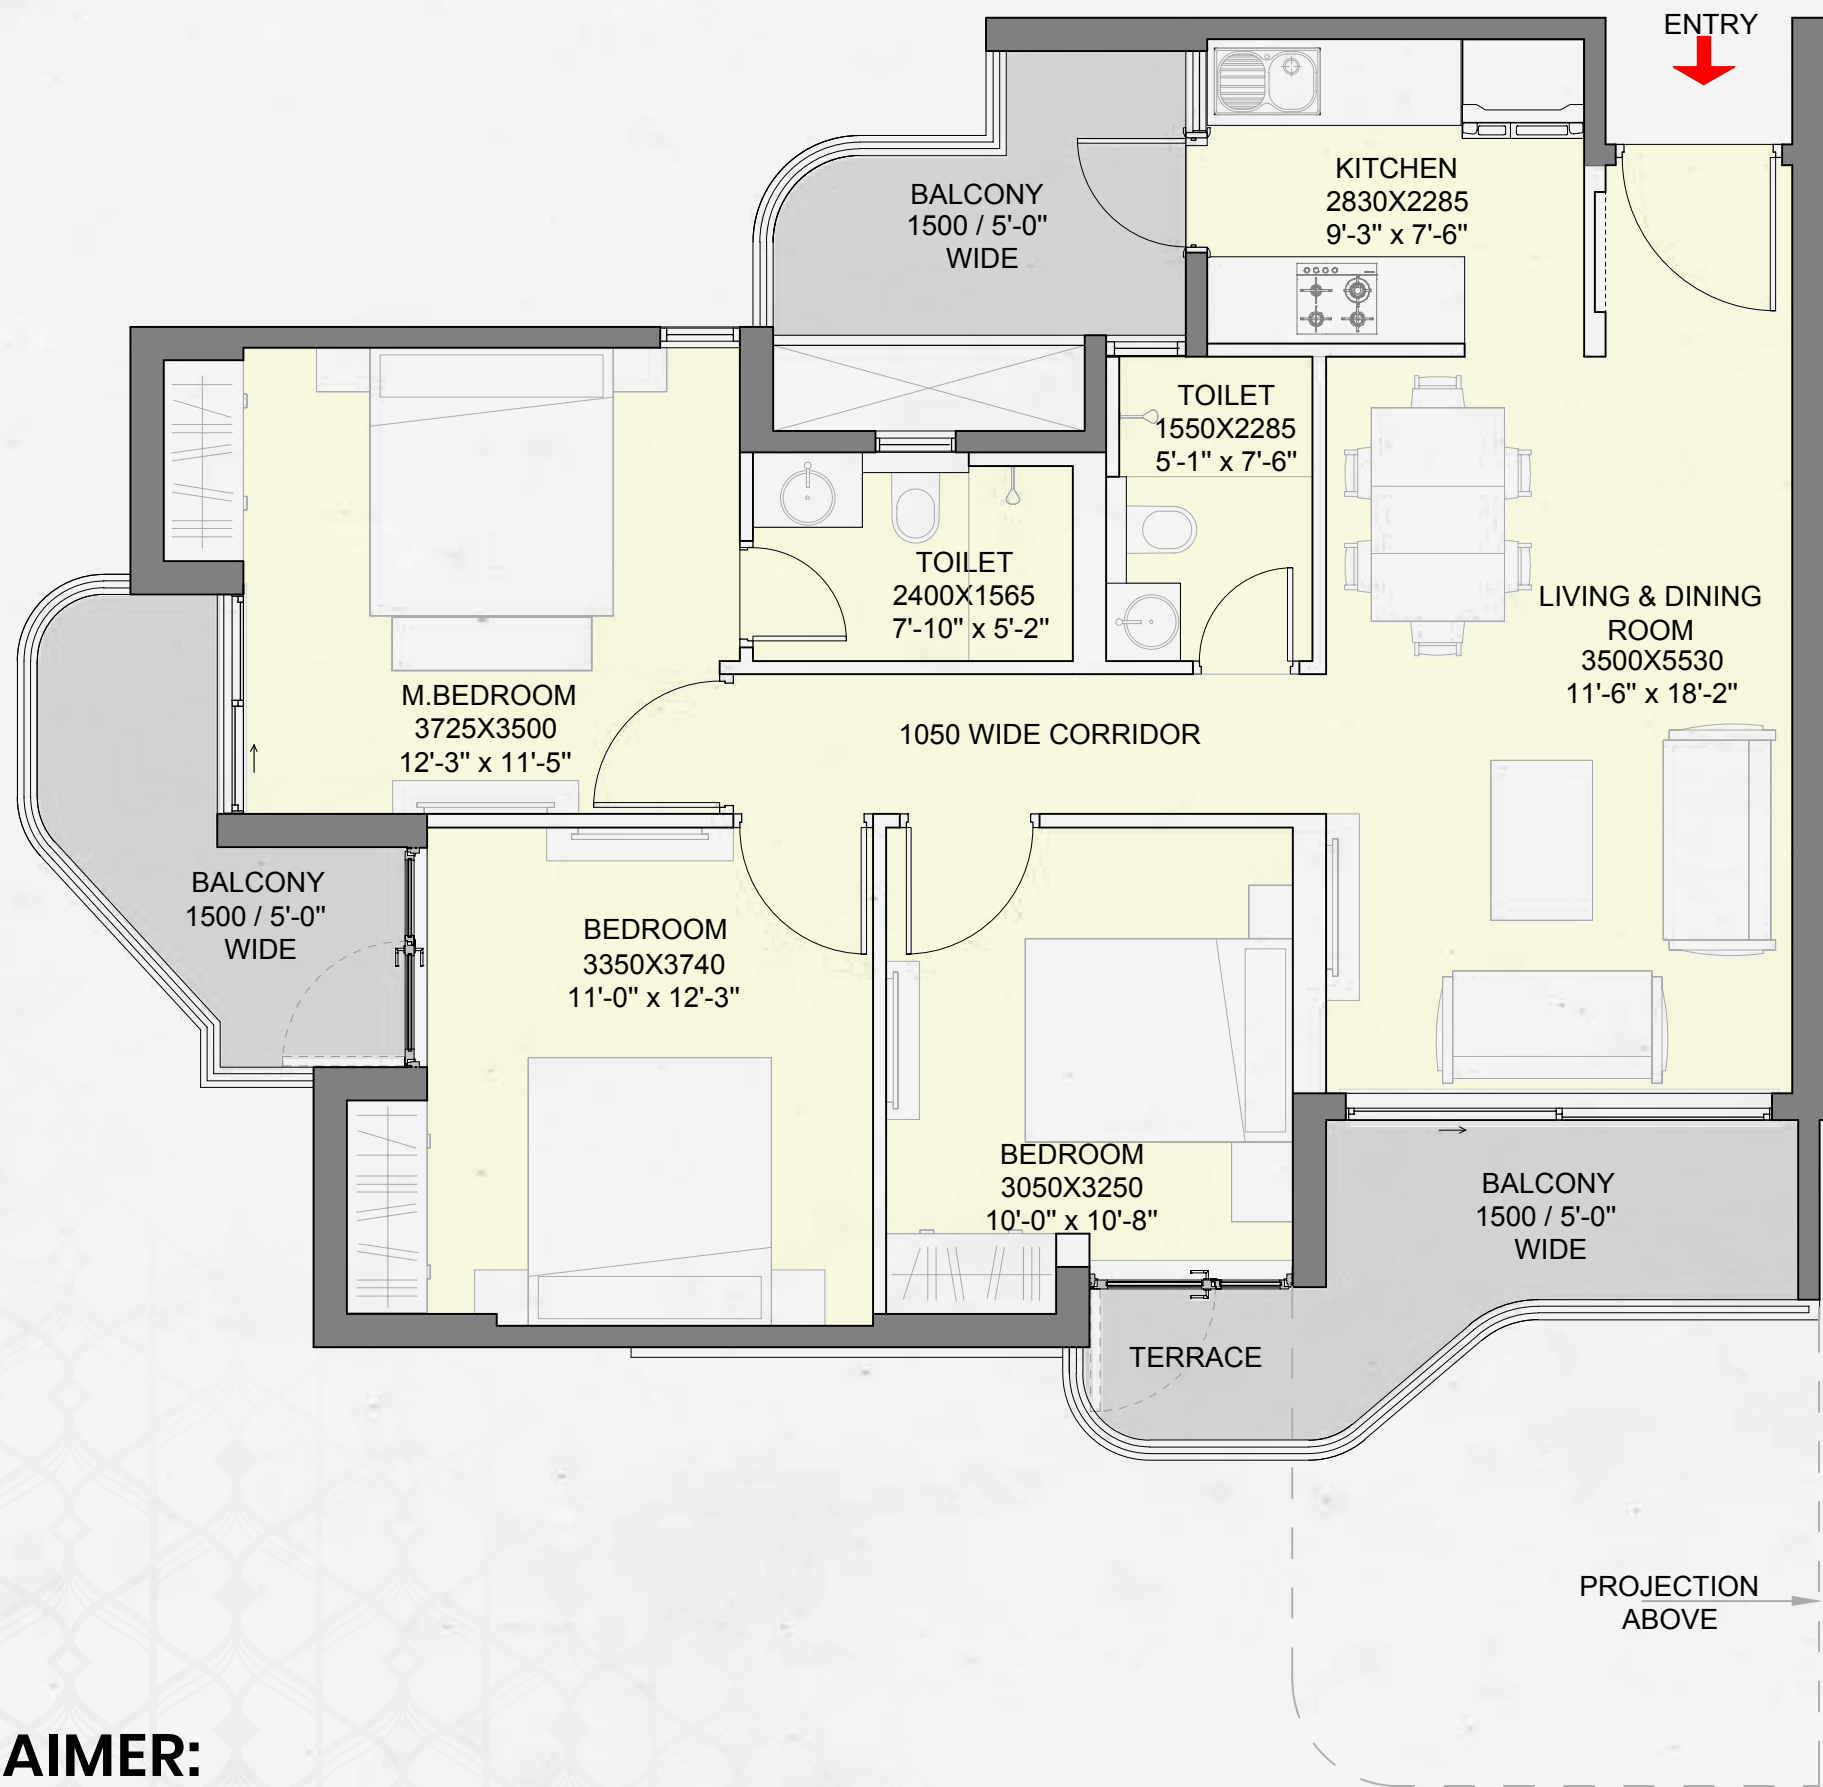 ENTRY
KITCHEN
2830X2285
9'-3" x 7'-6"
BALCONY
1500 / 5'-0"
WIDE
TOILET
1550X2285
5'-1" x 7'-6"
TOILET
2400X1565
7'-10" x 5'-2"
LIVING & DINING
ROOM
3500X5530
11'-6" x 18'-2"
M.BEDROOM
3725X3500
12'-3" x 11'-5"
1050 WIDE CORRIDOR
BALCONY
1500 / 5'-0"
WIDE
BEDROOM
3350X3740
11'-0" x 12'-3"
BEDROOM
3050X3250
10'-0" x 10'-8"
BALCONY
1500 / 5'-0"
WIDE
TERRACE
PROJECTION
ABOVE
AIMER: